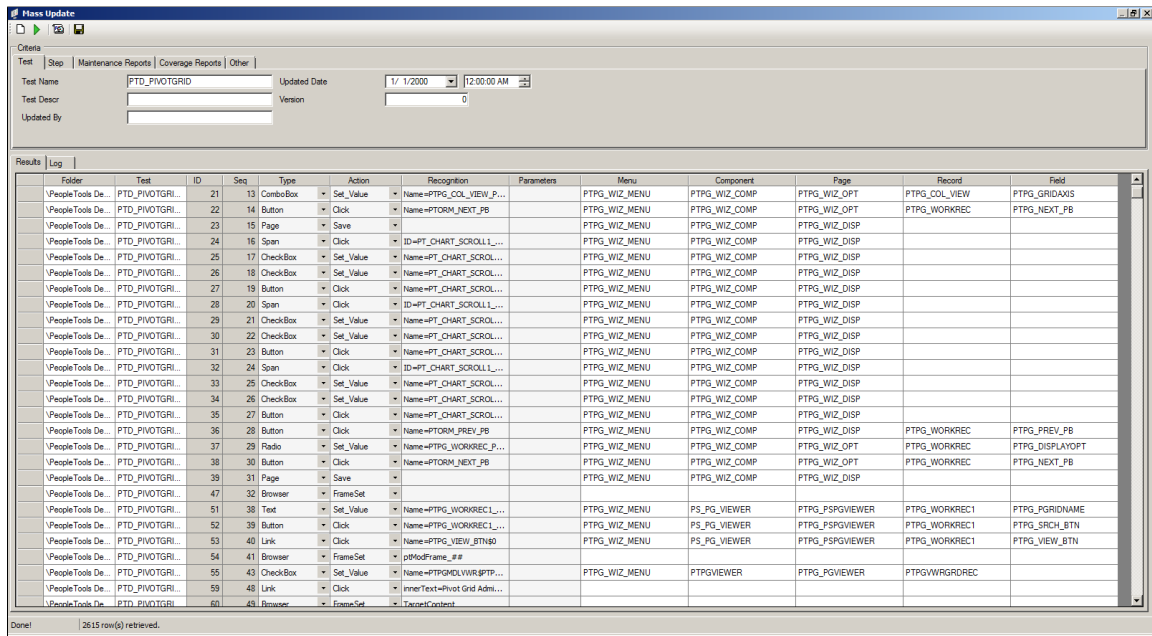 Mass Update
Criteria
Test Step Maintenance Reports Coverage Reports Other
Test Name PTD_PIVOTGRID Updated Date 1/ 1/2000 12:00:00 AM
Test Descr Version 0
Updated By
Results Log
Folder Test ID Seq Type Action Recognition Parameters Menu Component Page Record Field
\PeopleTools De... PTD_PIVOTGRI... 21 13 ComboBox Set_Value Name=PTPG_COL_VIEW_P... PTPG_WIZ_MENU PTPG_WIZ_COMP PTPG_WIZ_OPT PTPG_COL_VIEW PTPG_GRIDAXIS
\PeopleTools De... PTD_PIVOTGRI... 22 14 Button Click Name=PTORM_NEXT_PB PTPG_WIZ_MENU PTPG_WIZ_COMP PTPG_WIZ_OPT PTPG_WORKREC PTPG_NEXT_PB
\PeopleTools De... PTD_PIVOTGRI... 23 15 Page Save PTPG_WIZ_MENU PTPG_WIZ_COMP PTPG_WIZ_DISP
\PeopleTools De... PTD_PIVOTGRI... 24 16 Span Click ID=PT_CHART_SCROLL1_... PTPG_WIZ_MENU PTPG_WIZ_COMP PTPG_WIZ_DISP
\PeopleTools De... PTD_PIVOTGRI... 25 17 CheckBox Set_Value Name=PT_CHART_SCROL... PTPG_WIZ_MENU PTPG_WIZ_COMP PTPG_WIZ_DISP
\PeopleTools De... PTD_PIVOTGRI... 26 18 CheckBox Set_Value Name=PT_CHART_SCROL... PTPG_WIZ_MENU PTPG_WIZ_COMP PTPG_WIZ_DISP
\PeopleTools De... PTD_PIVOTGRI... 27 19 Button Click Name=PT_CHART_SCROL... PTPG_WIZ_MENU PTPG_WIZ_COMP PTPG_WIZ_DISP
\PeopleTools De... PTD_PIVOTGRI... 28 20 Span Click ID=PT_CHART_SCROLL1_... PTPG_WIZ_MENU PTPG_WIZ_COMP PTPG_WIZ_DISP
\PeopleTools De... PTD_PIVOTGRI... 29 21 CheckBox Set_Value Name=PT_CHART_SCROL... PTPG_WIZ_MENU PTPG_WIZ_COMP PTPG_WIZ_DISP
\PeopleTools De... PTD_PIVOTGRI... 30 22 CheckBox Set_Value Name=PT_CHART_SCROL... PTPG_WIZ_MENU PTPG_WIZ_COMP PTPG_WIZ_DISP
\PeopleTools De... PTD_PIVOTGRI... 31 23 Button Click Name=PT_CHART_SCROL... PTPG_WIZ_MENU PTPG_WIZ_COMP PTPG_WIZ_DISP
\PeopleTools De... PTD_PIVOTGRI... 32 24 Span Click ID=PT_CHART_SCROLL1_... PTPG_WIZ_MENU PTPG_WIZ_COMP PTPG_WIZ_DISP
\PeopleTools De... PTD_PIVOTGRI... 33 25 CheckBox Set_Value Name=PT_CHART_SCROL... PTPG_WIZ_MENU PTPG_WIZ_COMP PTPG_WIZ_DISP
\PeopleTools De... PTD_PIVOTGRI... 34 26 CheckBox Set_Value Name=PT_CHART_SCROL... PTPG_WIZ_MENU PTPG_WIZ_COMP PTPG_WIZ_DISP
\PeopleTools De... PTD_PIVOTGRI... 35 27 Button Click Name=PT_CHART_SCROL... PTPG_WIZ_MENU PTPG_WIZ_COMP PTPG_WIZ_DISP
\PeopleTools De... PTD_PIVOTGRI... 36 28 Button Click Name=PTORM_PREV_PB PTPG_WIZ_MENU PTPG_WIZ_COMP PTPG_WIZ_DISP PTPG_WORKREC PTPG_PREV_PB
\PeopleTools De... PTD_PIVOTGRI... 37 29 Radio Set_Value Name=PTPG_WORKREC_P... PTPG_WIZ_MENU PTPG_WIZ_COMP PTPG_WIZ_OPT PTPG_WORKREC PTPG_DISPLAYOPT
\PeopleTools De... PTD_PIVOTGRI... 38 30 Button Click Name=PTORM_NEXT_PB PTPG_WIZ_MENU PTPG_WIZ_COMP PTPG_WIZ_OPT PTPG_WORKREC PTPG_NEXT_PB
\PeopleTools De... PTD_PIVOTGRI... 39 31 Page Save PTPG_WIZ_MENU PTPG_WIZ_COMP PTPG_WIZ_DISP
\PeopleTools De... PTD_PIVOTGRI... 47 32 Browser FrameSet
\PeopleTools De... PTD_PIVOTGRI... 51 38 Text Set_Value Name=PTPG_WORKREC1_... PTPG_WIZ_MENU PS_PG_VIEWER PTPG_PSPGVIEWER PTPG_WORKREC1 PTPG_PGRIDNAME
\PeopleTools De... PTD_PIVOTGRI... 52 39 Button Click Name=PTPG_WORKREC1_... PTPG_WIZ_MENU PS_PG_VIEWER PTPG_PSPGVIEWER PTPG_WORKREC1 PTPG_SRCH_BTN
\PeopleTools De... PTD_PIVOTGRI... 53 40 Link Click Name=PTPG_VIEW_BTN$0 PTPG_WIZ_MENU PS_PG_VIEWER PTPG_PSPGVIEWER PTPG_WORKREC1 PTPG_VIEW_BTN
\PeopleTools De... PTD_PIVOTGRI... 54 41 Browser FrameSet ptModFrame_##
\PeopleTools De... PTD_PIVOTGRI... 55 43 CheckBox Set_Value Name=PTPGMDLVWR$PTP... PTPG_WIZ_MENU PTPGVIEWER PTPG_PGVIEWER PTPGVWRGRDREC
\PeopleTools De... PTD_PIVOTGRI... 59 48 Link Click innerText=Pivot Grid Admi...
\PeopleTools De... PTD_PIVOTGRI... 60 49 Browser FrameSet TargetContent
Done! 2615 row(s) retrieved.